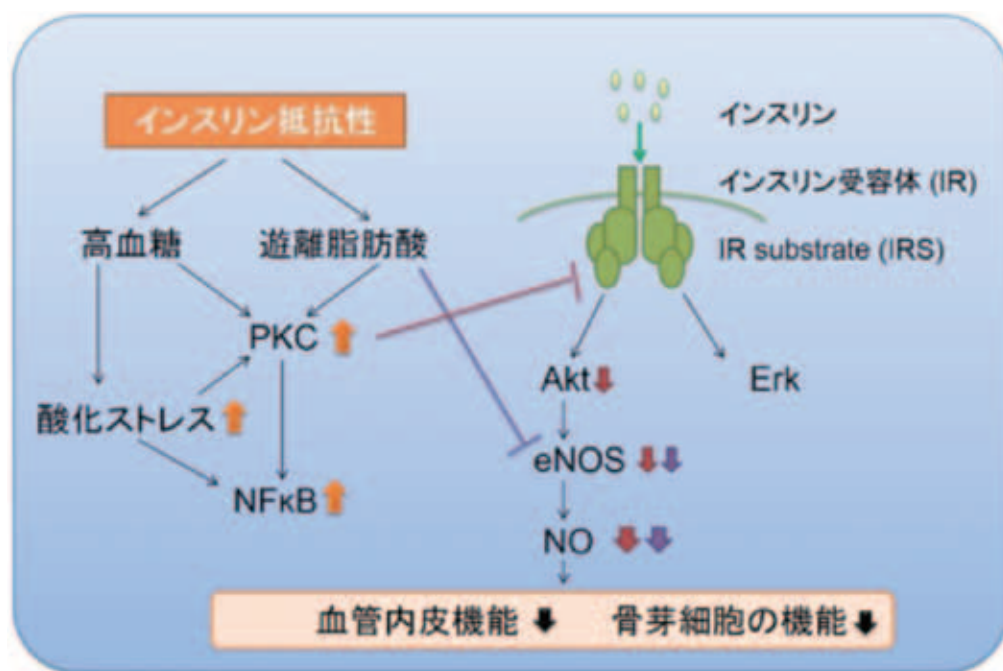 インスリン抵抗性
高血糖
遊離脂肪酸
PKC
酸化ストレス
NFκB
インスリン
インスリン受容体 (IR)
IR substrate (IRS)
Akt
Erk
eNOS
NO
血管内皮機能
骨芽細胞の機能